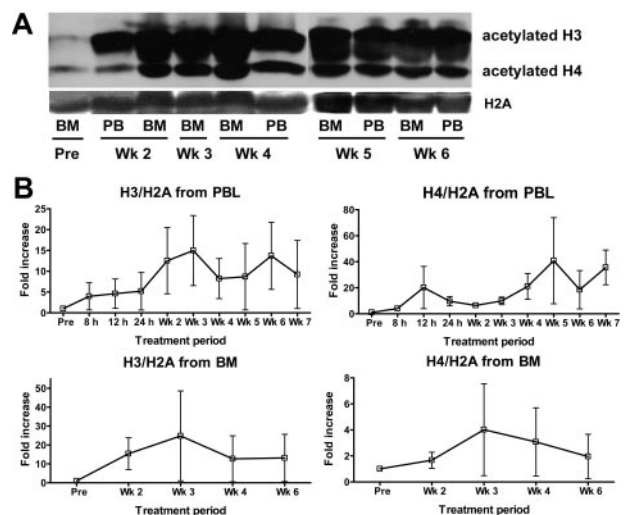 A
acetylated H3
acetylated H4
H2A
BM PB BM BM BM PB BM PB BM PB
Pre Wk 2 Wk 3 Wk 4 Wk 5 Wk 6
B
H3/H2A from PBL
Fold increase
25
20
15
10
5
0
Pre 8 h 12 h 24 h Wk 2 Wk 3 Wk 4 Wk 5 Wk 6 Wk 7
Treatment period
H4/H2A from PBL
Fold increase
80
60
40
20
0
Pre 8 h 12 h 24 h Wk 2 Wk 3 Wk 4 Wk 5 Wk 6 Wk 7
Treatment period
H3/H2A from BM
Fold increase
50
40
30
20
10
0
Pre Wk 2 Wk 3 Wk 4 Wk 6
Treatment period
H4/H2A from BM
Fold increase
8
6
4
2
0
Pre Wk 2 Wk 3 Wk 4 Wk 6
Treatment period